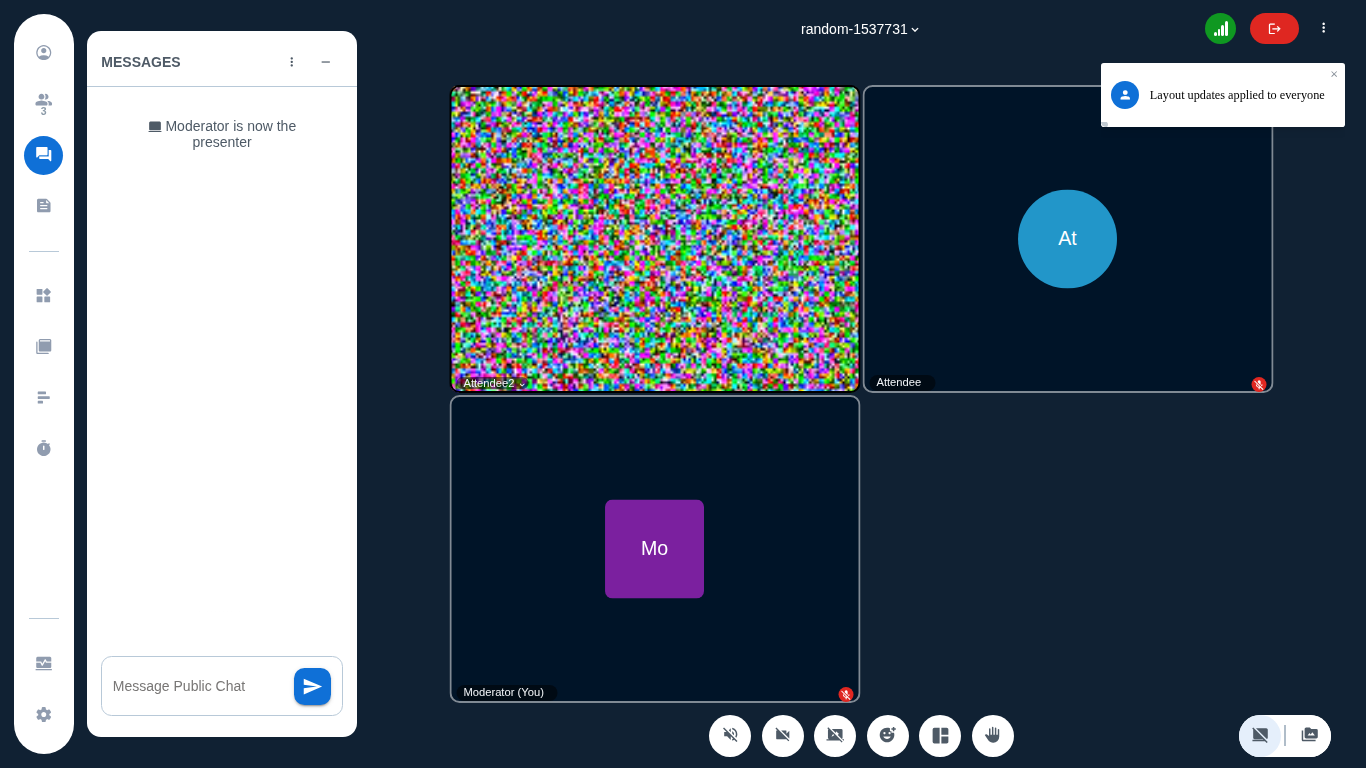 random-1537731
MESSAGES
3
Moderator is now the
presenter
Layout updates applied to everyone
At
Attendee2
Attendee
Mo
Moderator (You)
Message Public Chat